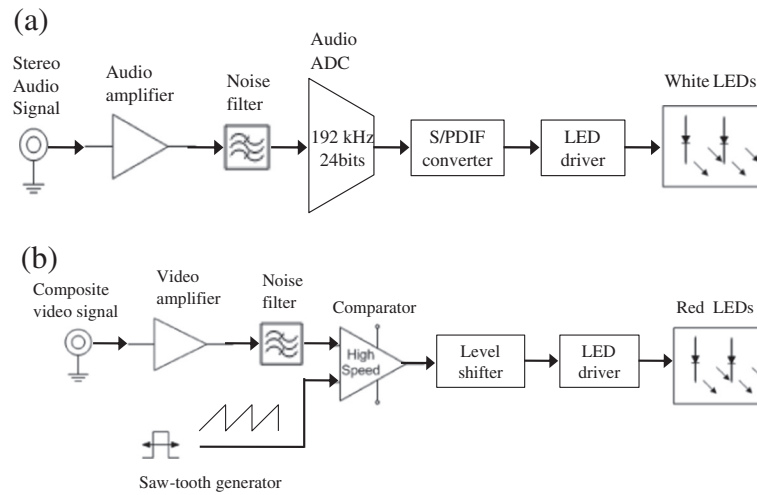 (a)
Stereo
Audio
Signal
Audio
amplifier
Noise
filter
Audio
ADC
192 kHz
24bits
S/PDIF
converter
LED
driver
White LEDs
(b)
Composite
video signal
Video
amplifier
Noise
filter
Comparator
High
Speed
Level
shifter
LED
driver
Red LEDs
Saw-tooth generator